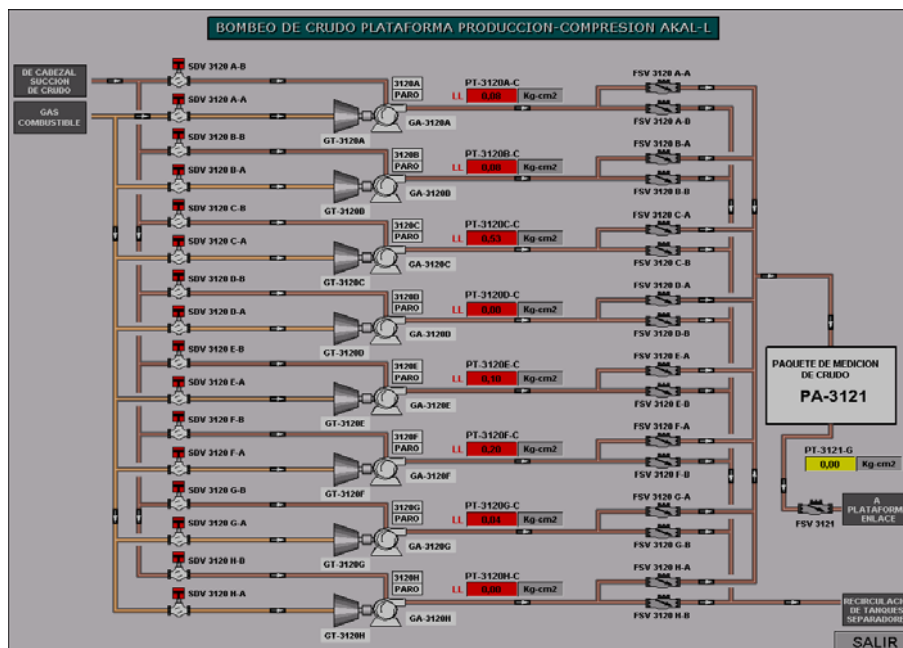 BOMBEO DE CRUDO PLATAFORMA PRODUCCION-COMPRESION AKAL-L
DE CABEZAL
SUCCION
DE CRUDO
GAS
COMBUSTIBLE
SDV 3120 A-B
SDV 3120 A-A
3120A
PARO
GT-3120A
GA-3120A
PT-3120A-C
LL 0,00 Kg-cm2
FSV 3120 A-A
FSV 3120 A-B
SDV 3120 B-B
SDV 3120 B-A
3120B
PARO
GT-3120B
GA-3120B
PT-3120B-C
LL 0,00 Kg-cm2
FSV 3120 B-A
FSV 3120 B-B
SDV 3120 C-B
SDV 3120 C-A
3120C
PARO
GT-3120C
GA-3120C
PT-3120C-C
LL 0,53 Kg-cm2
FSV 3120 C-A
FSV 3120 C-B
SDV 3120 D-B
SDV 3120 D-A
3120D
PARO
GT-3120D
GA-3120D
PT-3120D-C
LL 0,00 Kg-cm2
FSV 3120 D-A
FSV 3120 D-B
SDV 3120 E-B
SDV 3120 E-A
3120E
PARO
GT-3120E
GA-3120E
PT-3120E-C
LL 0,10 Kg-cm2
FSV 3120 E-A
FSV 3120 E-B
SDV 3120 F-B
SDV 3120 F-A
3120F
PARO
GT-3120F
GA-3120F
PT-3120F-C
LL 0,20 Kg-cm2
FSV 3120 F-A
FSV 3120 F-B
SDV 3120 G-B
SDV 3120 G-A
3120G
PARO
GT-3120G
GA-3120G
PT-3120G-C
LL 0,04 Kg-cm2
FSV 3120 G-A
FSV 3120 G-B
SDV 3120 H-B
SDV 3120 H-A
3120H
PARO
GT-3120H
GA-3120H
PT-3120H-C
LL 0,00 Kg-cm2
FSV 3120 H-A
FSV 3120 H-B
PAQUETE DE MEDICION
DE CRUDO
PA-3121
PT-3121-G
0,00 Kg-cm2
FSV 3121
A
PLATAFORMA
ENLACE
RECIRCULACI
DE TANQUES
SEPARADORE
SALIR